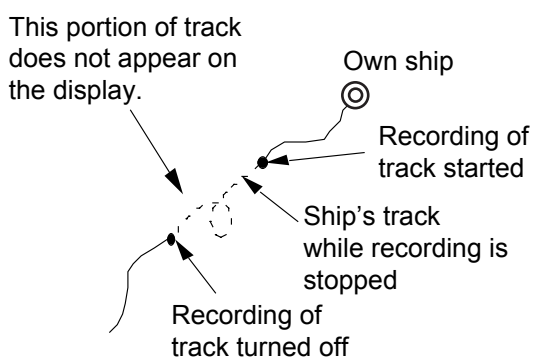 This portion of track
does not appear on
the display.
Own ship
Recording of
track started
Ship's track
while recording is
stopped
Recording of
track turned off